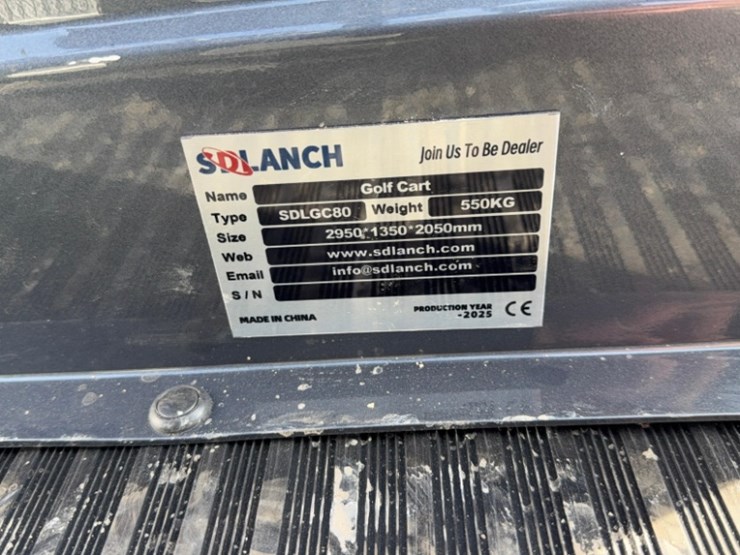 SDLANCH Join Us To Be Dealer
Name Golf Cart
Type SDLGC80 Weight 550KG
Size 2950*1350*2050mm
Web www.sdlanch.com
Email info@sdlanch.com
S / N
MADE IN CHINA PRODUCTION YEAR
-2025 CE